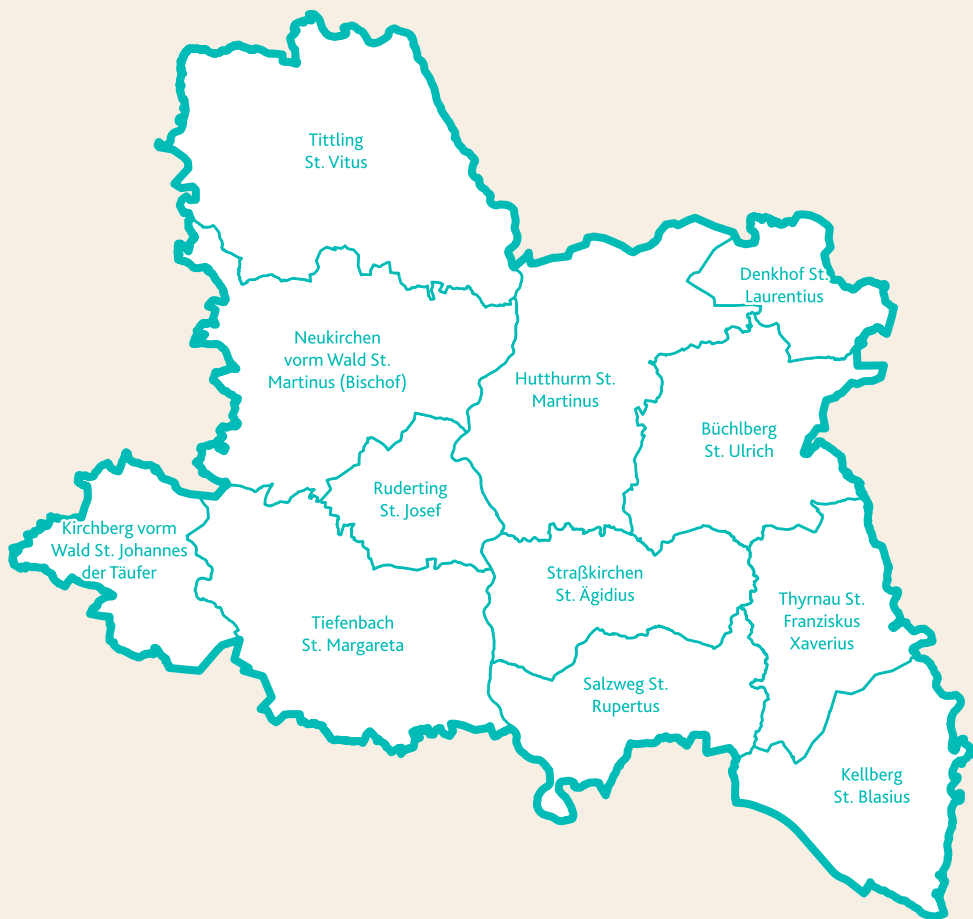 Tittling
St. Vitus
Denkhof St.
Laurentius
Neukirchen
vorm Wald St.
Martinus (Bischof)
Hutthurm St.
Martinus
Büchlberg
St. Ulrich
Ruderting
St. Josef
Kirchberg vorm
Wald St. Johannes
der Täufer
Straßkirchen
St. Ägidius
Thyrnau St.
Franziskus
Xaverius
Tiefenbach
St. Margareta
Salzweg St.
Rupertus
Kellberg
St. Blasius